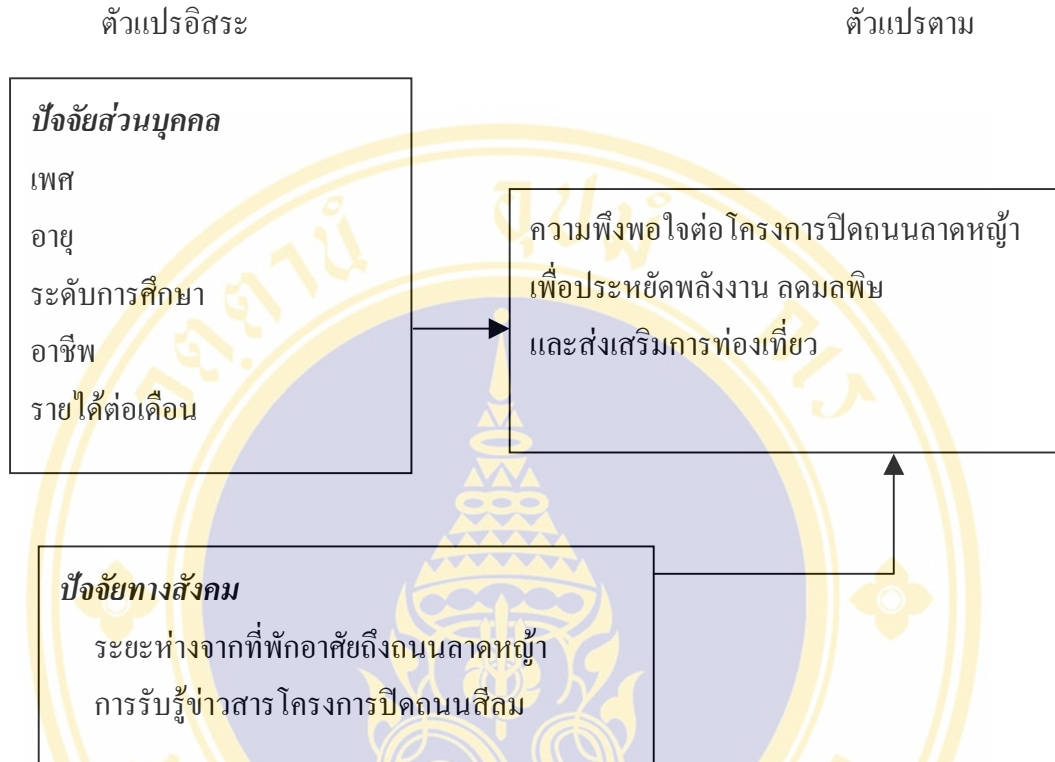 ตัวแปรอิสระ
ตัวแปรตาม
ปัจจัยส่วนบุคคล
เพศ
อายุ
ระดับการศึกษา
อาชีพ
รายได้ต่อเดือน
ความพึงพอใจต่อโครงการปิดถนนลาดหญ้า
เพื่อประหยัดพลังงาน ลดมลพิษ
และส่งเสริมการท่องเที่ยว
ปัจจัยทางสังคม
ระยะห่างจากที่พักอาศัยถึงถนนลาดหญ้า
การรับรู้ข่าวสารโครงการปิดถนนสีลม